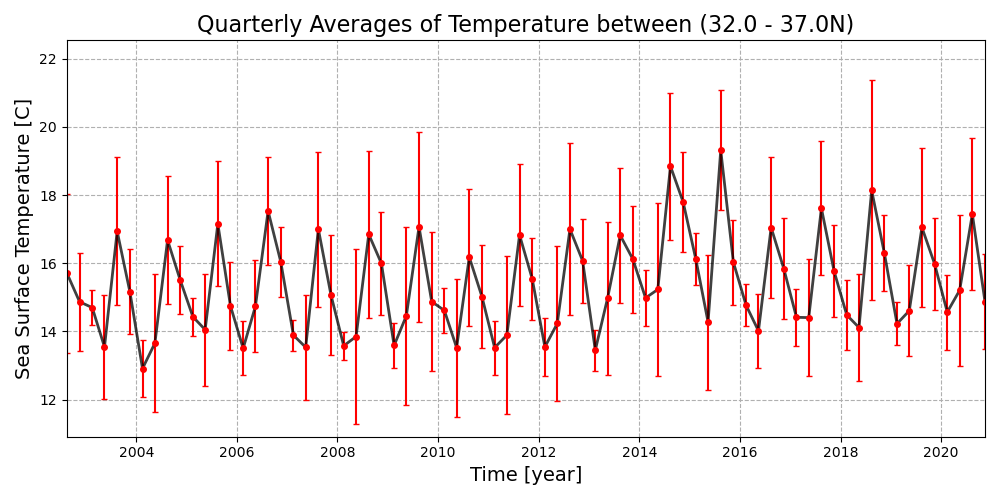 Quarterly Averages of Temperature between (32.0 - 37.0N)
Sea Surface Temperature [C]
22
20
18
16
14
12
2004 2006 2008 2010 2012 2014 2016 2018 2020
Time [year]